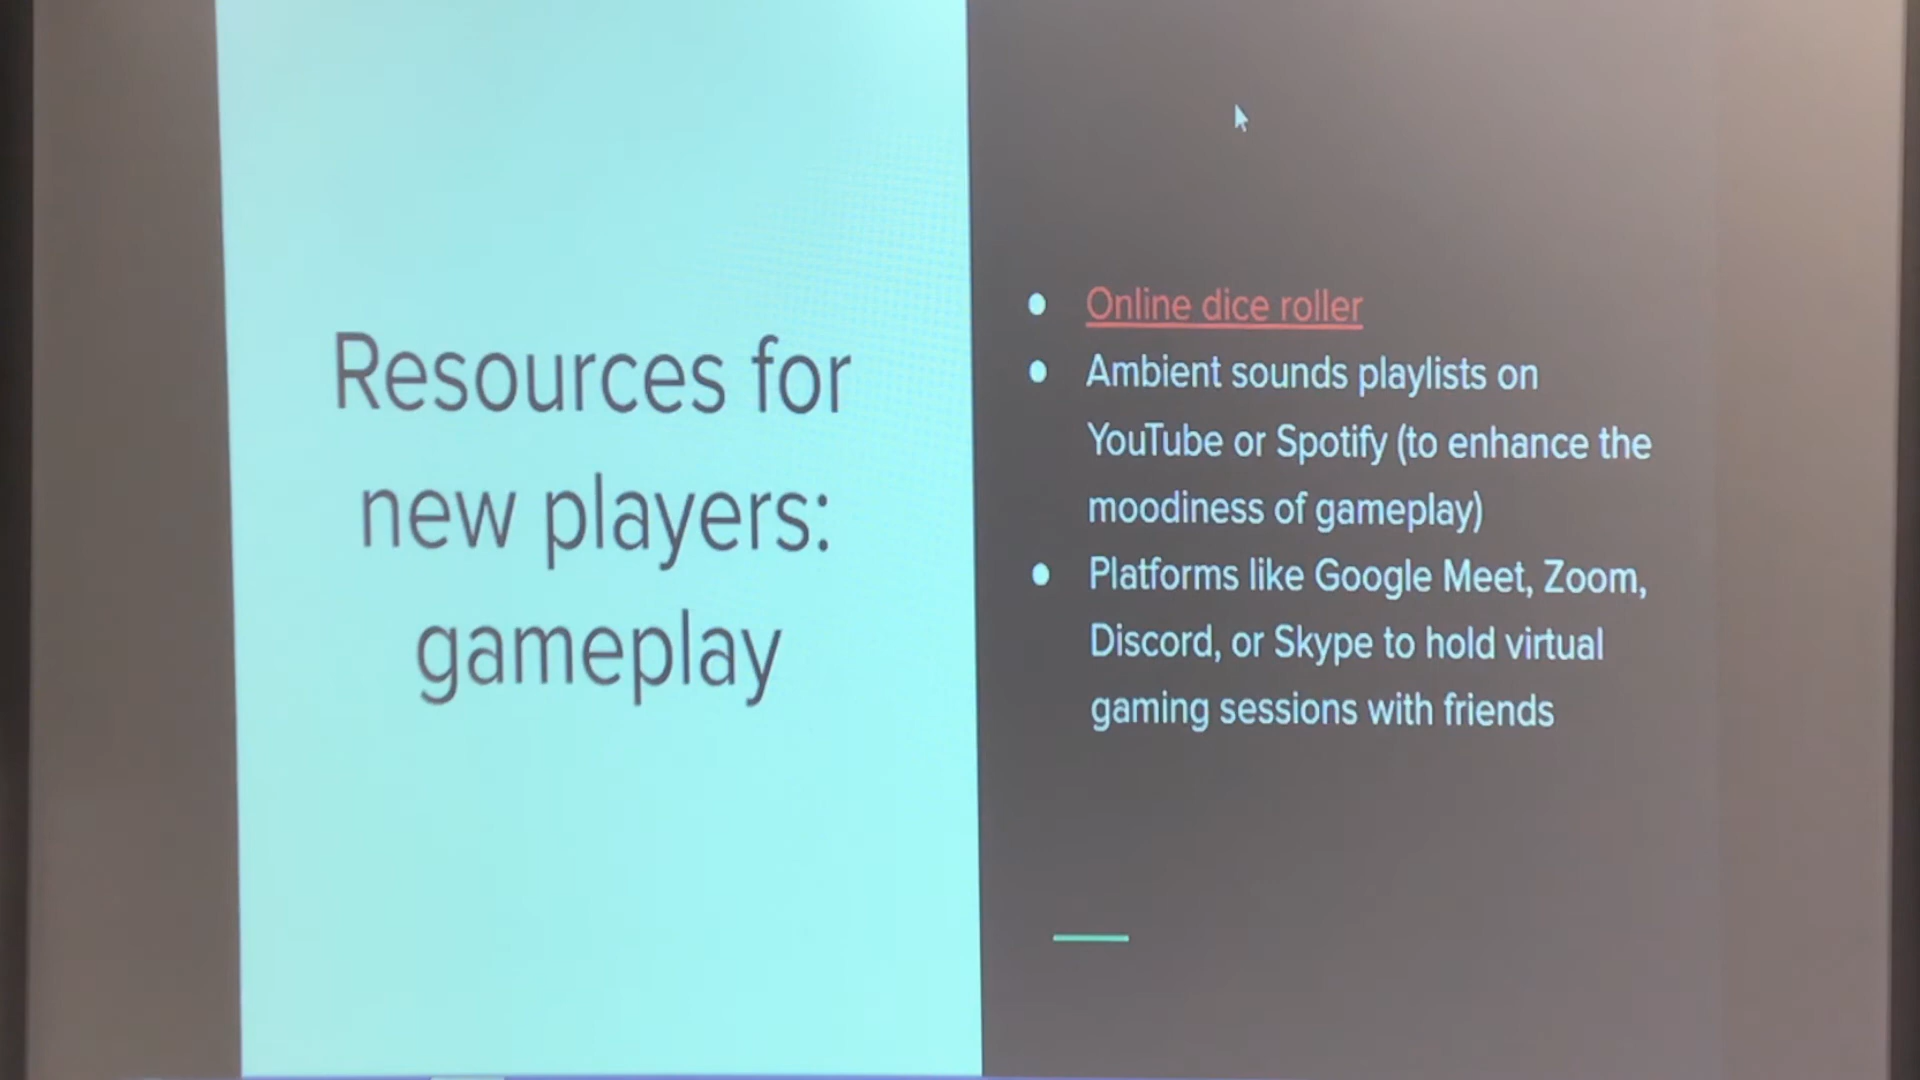 Resources for
new players:
gameplay
Online dice roller
Ambient sounds playlists on
YouTube or Spotify (to enhance the
moodiness of gameplay)
Platforms like Google Meet, Zoom,
Discord, or Skype to hold virtual
gaming sessions with friends